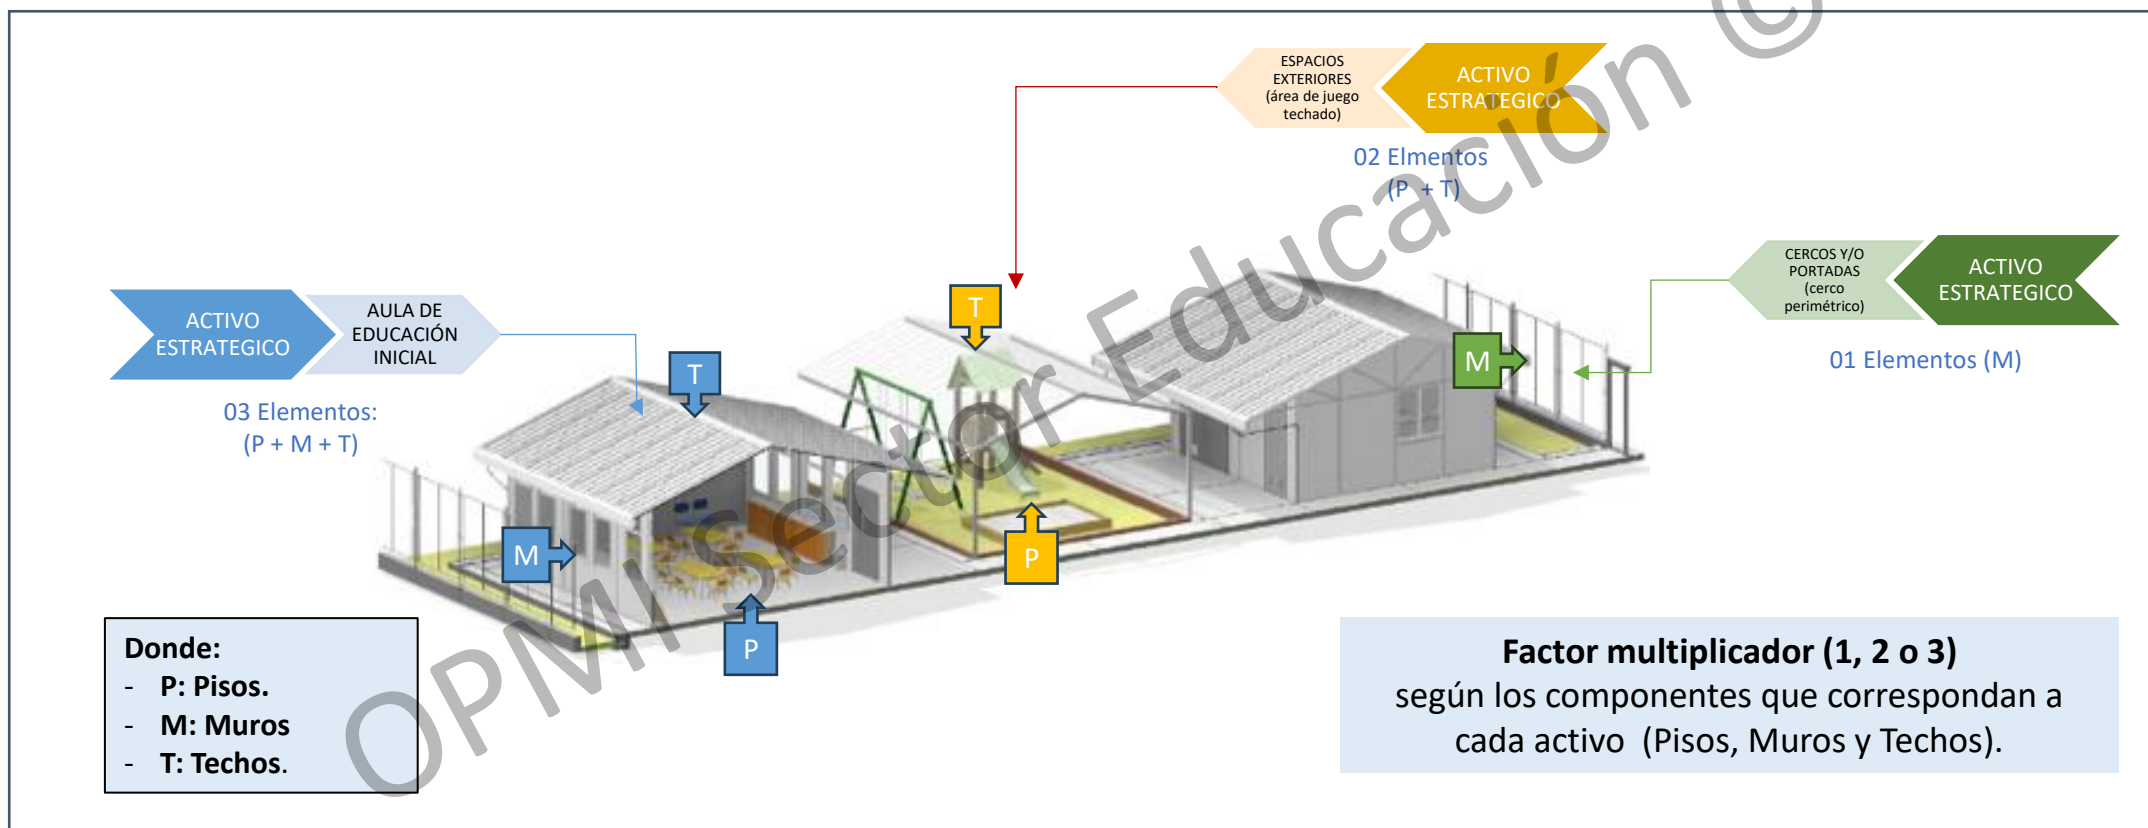 ESPACIOS
EXTERIORES
(área de juego
techado)
ACTIVO
ESTRATEGICO
02 Elmentos
(P + T)
CERCOS Y/O
PORTADAS
(cerco
perimétrico)
ACTIVO
ESTRATEGICO
01 Elementos (M)
ACTIVO
ESTRATEGICO
AULA DE
EDUCACIÓN
INICIAL
03 Elementos:
(P + M + T)
T
T
M
M
P
P
Donde:
- P: Pisos.
- M: Muros
- T: Techos.
Factor multiplicador (1, 2 o 3)
según los componentes que correspondan a
cada activo (Pisos, Muros y Techos).
OPMI Sector Educación ©